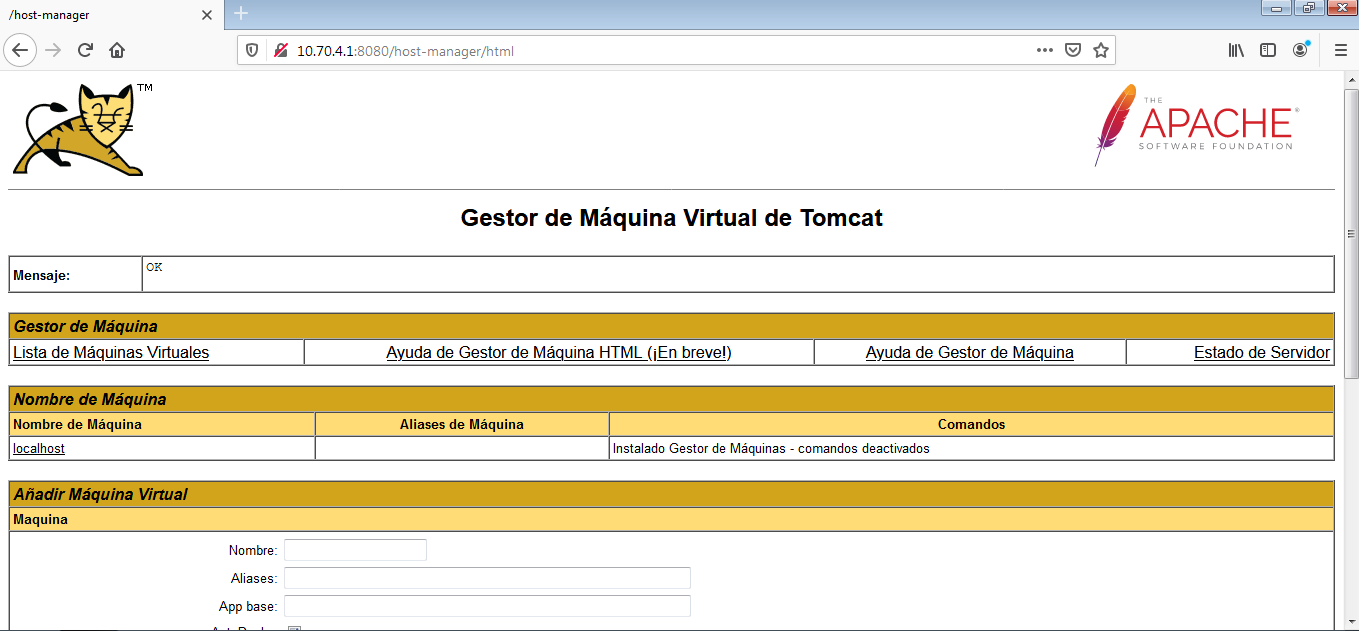 /host-manager
10.70.4.1:8080/host-manager/html
TM
THE
APACHE®
SOFTWARE FOUNDATION
Gestor de Máquina Virtual de Tomcat
Mensaje: OK
Gestor de Máquina
Lista de Máquinas Virtuales Ayuda de Gestor de Máquina HTML (¡En breve!) Ayuda de Gestor de Máquina Estado de Servidor
Nombre de Máquina
Nombre de Máquina Aliases de Máquina Comandos
localhost Instalado Gestor de Máquinas - comandos deactivados
Añadir Máquina Virtual
Maquina
Nombre:
Aliases:
App base: